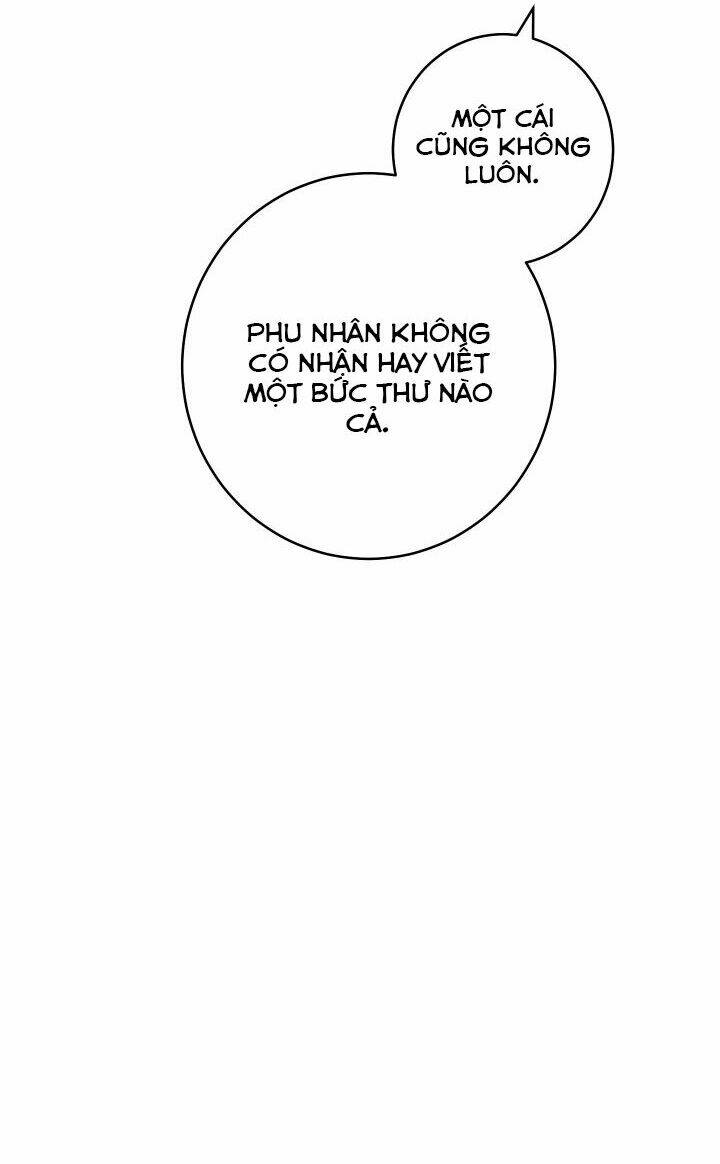 MỘT CÁI
CŨNG KHÔNG
LUÔN.
PHU NHÂN KHÔNG
CÓ NHẬN HAY VIẾT
MỘT BỨC THƯ NÀO
CẢ.